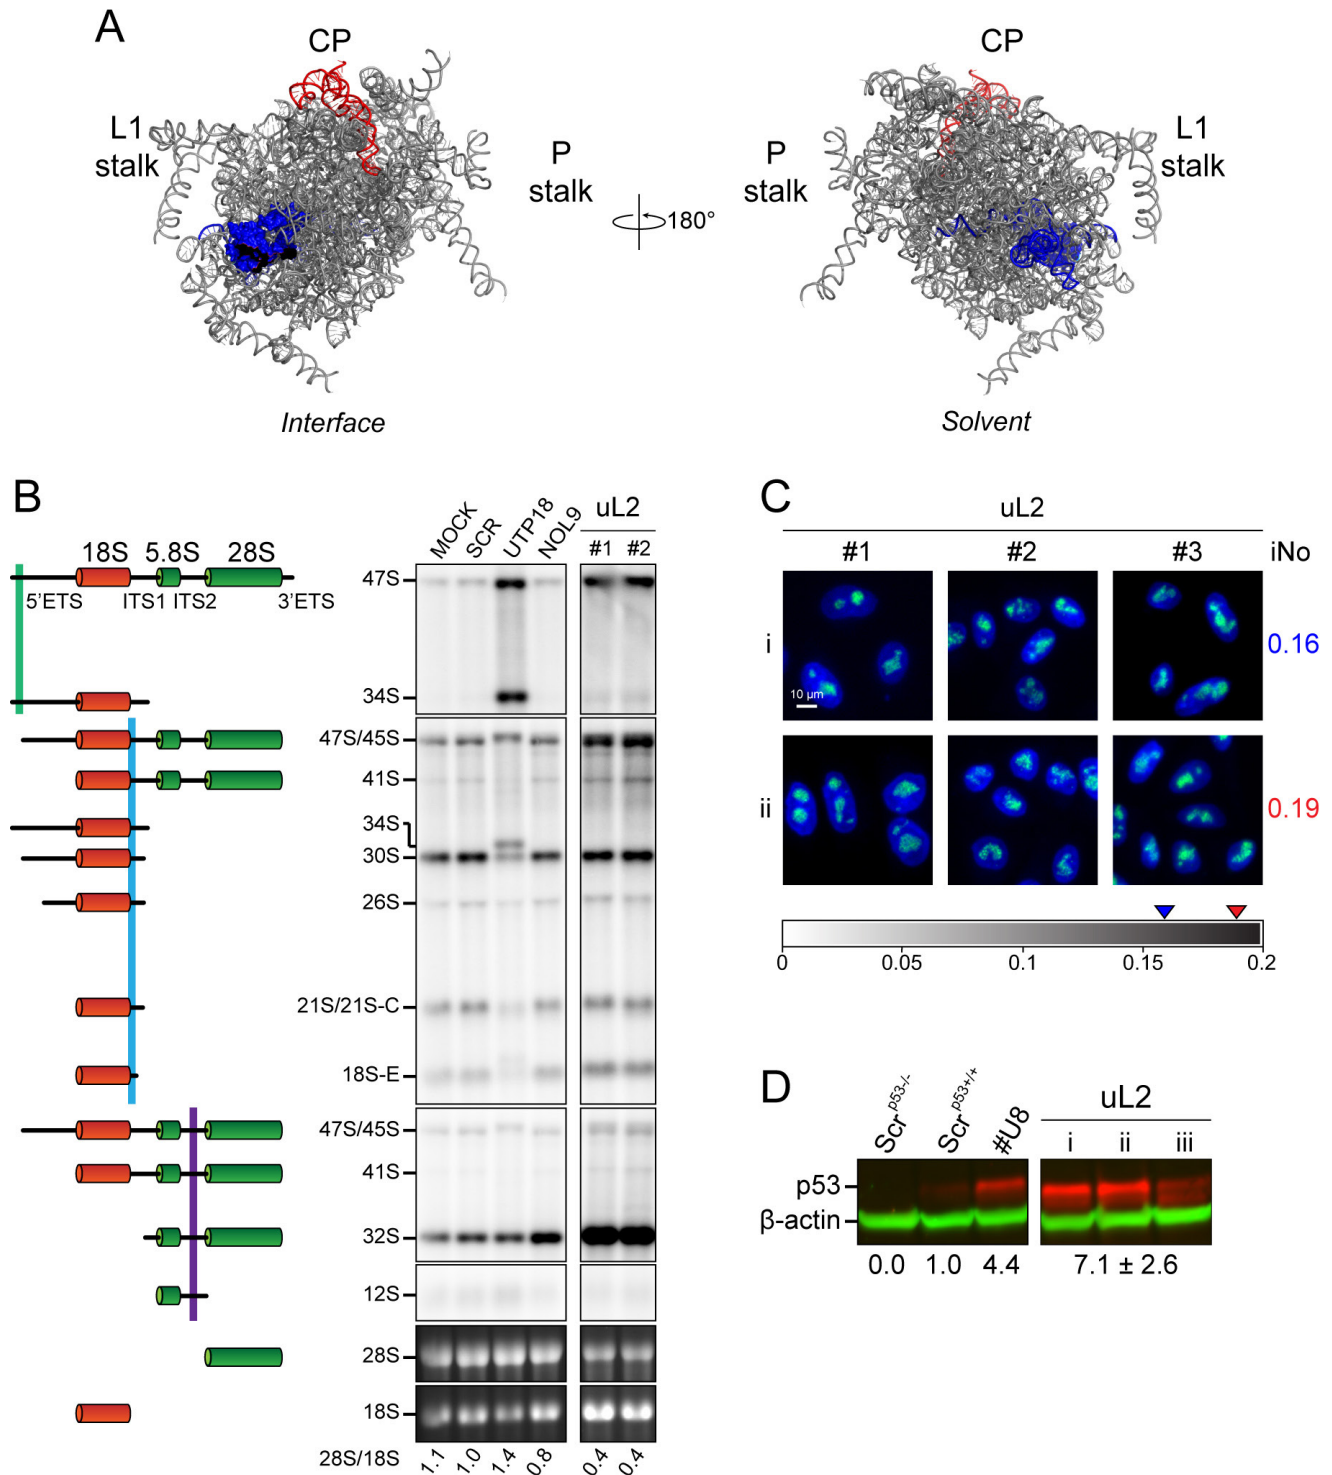 A
CP
L1
stalk
P
stalk
180°
CP
P
stalk
L1
stalk
Interface
Solvent
B
18S 5.8S 28S
5'ETS ITS1 ITS2 3'ETS
MOCK SCR UTP18 NOL9
uL2
#1 #2
47S
34S
47S/45S
41S
34S
30S
26S
21S/21S-C
18S-E
47S/45S
41S
32S
12S
28S
18S
28S/18S 1.1 1.0 1.4 0.8 0.4 0.4
C
uL2
#1 #2 #3 iNo
i 0.16
10 µm
ii 0.19
0 0.05 0.1 0.15 0.2
D
Scr p53-/- Scr p53+/+ #U8
uL2
i ii iii
p53
β-actin
0.0 1.0 4.4 7.1 ± 2.6